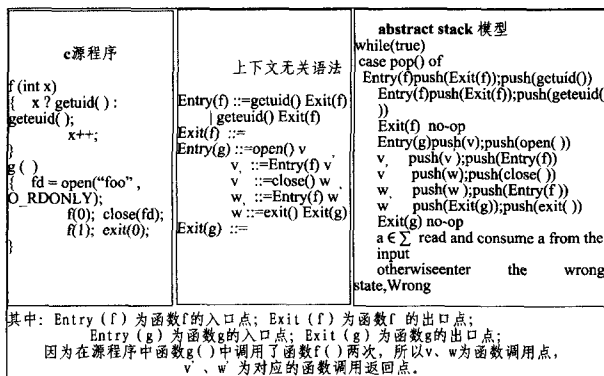 c源程序
f (int x)
{ x ? getuid( ) :
geteuid( );
x++;
}
g ( )
{ fd = open("foo" ,
O_RDONLY);
f(0); close(fd);
f(1); exit(0);
}
上下文无关语法
Entry(f) ::=getuid() Exit(f)
| geteuid() Exit(f)
Exit(f) ::=
Entry(g) ::=open() v
v ::=Entry(f) v'
v' ::=close() w
w ::=Entry(f) w'
w' ::=exit() Exit(g)
Exit(g) ::=
abstract stack 模型
while(true)
case pop() of
Entry(f)push(Exit(f));push(getuid())
Entry(f)push(Exit(f));push(geteuid(
))
Exit(f) no-op
Entry(g)push(v);push(open( ))
v push(v');push(Entry(f))
v' push(w);push(close( ))
w push(w');push(Entry(f ))
w' push(Exit(g));push(exit( ))
Exit(g) no-op
a∈∑ read and consume a from the
input
otherwiseenter the wrong
state,Wrong
其中: Entry (f) 为函数f的入口点; Exit (f) 为函数f 的出口点;
Entry (g) 为函数g的入口点; Exit (g) 为函数g的出口点;
因为在源程序中函数g( )中调用了函数f( )两次, 所以v、w为函数调用点,
v'、w' 为对应的函数调用返回点。